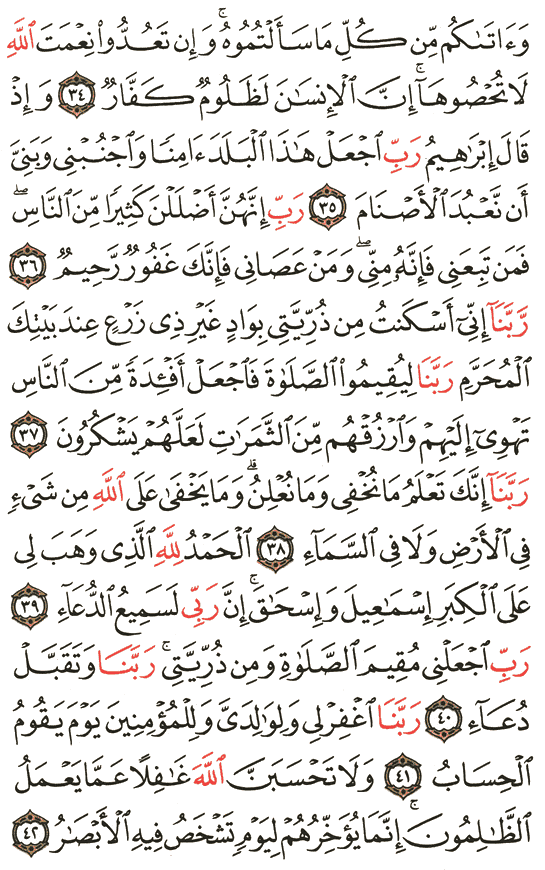 وَءَاتَىٰكُم مِّن كُلِّ مَا سَأَلْتُمُوهُ ۚ وَإِن تَعُدُّوا۟ نِعْمَتَ ٱللَّهِ
لَا تُحْصُوهَآ ۗ إِنَّ ٱلْإِنسَـٰنَ لَظَلُومٌ كَفَّارٌ ٣٤ وَإِذْ
قَالَ إِبْرَٰهِيمُ رَبِّ ٱجْعَلْ هَـٰذَا ٱلْبَلَدَ ءَامِنًا وَٱجْنُبْنِى وَبَنِىَّ
أَن نَّعْبُدَ ٱلْأَصْنَامَ ٣٥ رَبِّ إِنَّهُنَّ أَضْلَلْنَ كَثِيرًا مِّنَ ٱلنَّاسِ ۖ
فَمَن تَبِعَنِى فَإِنَّهُۥ مِنِّى ۖ وَمَنْ عَصَانِى فَإِنَّكَ غَفُورٌ رَّحِيمٌ ٣٦
رَّبَّنَآ إِنِّىٓ أَسْكَنتُ مِن ذُرِّيَّتِى بِوَادٍ غَيْرِ ذِى زَرْعٍ عِندَ بَيْتِكَ
ٱلْمُحَرَّمِ رَبَّنَا لِيُقِيمُوا۟ ٱلصَّلَوٰةَ فَٱجْعَلْ أَفْـِٔدَةً مِّنَ ٱلنَّاسِ
تَهْوِىٓ إِلَيْهِمْ وَٱرْزُقْهُم مِّنَ ٱلثَّمَرَٰتِ لَعَلَّهُمْ يَشْكُرُونَ ٣٧
رَبَّنَآ إِنَّكَ تَعْلَمُ مَا نُخْفِى وَمَا نُعْلِنُ ۗ وَمَا يَخْفَىٰ عَلَى ٱللَّهِ مِن شَىْءٍ
فِى ٱلْأَرْضِ وَلَا فِى ٱلسَّمَآءِ ٣٨ ٱلْحَمْدُ لِلَّهِ ٱلَّذِى وَهَبَ لِى
عَلَى ٱلْكِبَرِ إِسْمَـٰعِيلَ وَإِسْحَـٰقَ ۚ إِنَّ رَبِّى لَسَمِيعُ ٱلدُّعَآءِ ٣٩
رَبِّ ٱجْعَلْنِى مُقِيمَ ٱلصَّلَوٰةِ وَمِن ذُرِّيَّتِى ۚ رَبَّنَا وَتَقَبَّلْ
دُعَآءِ ٤٠ رَبَّنَا ٱغْفِرْ لِى وَلِوَٰلِدَىَّ وَلِلْمُؤْمِنِينَ يَوْمَ يَقُومُ
ٱلْحِسَابُ ٤١ وَلَا تَحْسَبَنَّ ٱللَّهَ غَـٰفِلًا عَمَّا يَعْمَلُ
ٱلظَّـٰلِمُونَ ۚ إِنَّمَا يُؤَخِّرُهُمْ لِيَوْمٍ تَشْخَصُ فِيهِ ٱلْأَبْصَـٰرُ ٤٢